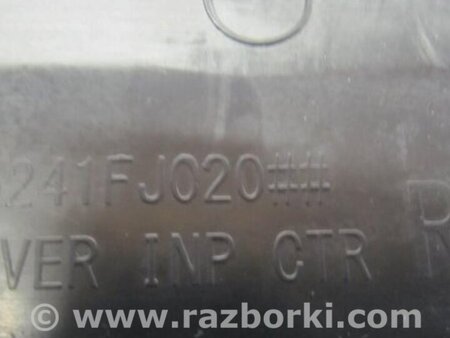 241FJ020##
VER INP CTR R
www.razborki.com